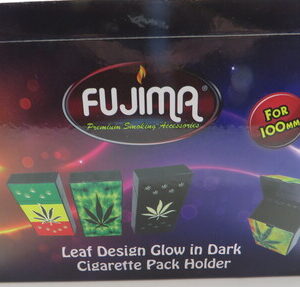 FUJIMA®
Premium Smoking Accessories
FOR
100MM
Leaf Design Glow in Dark
Cigarette Pack Holder